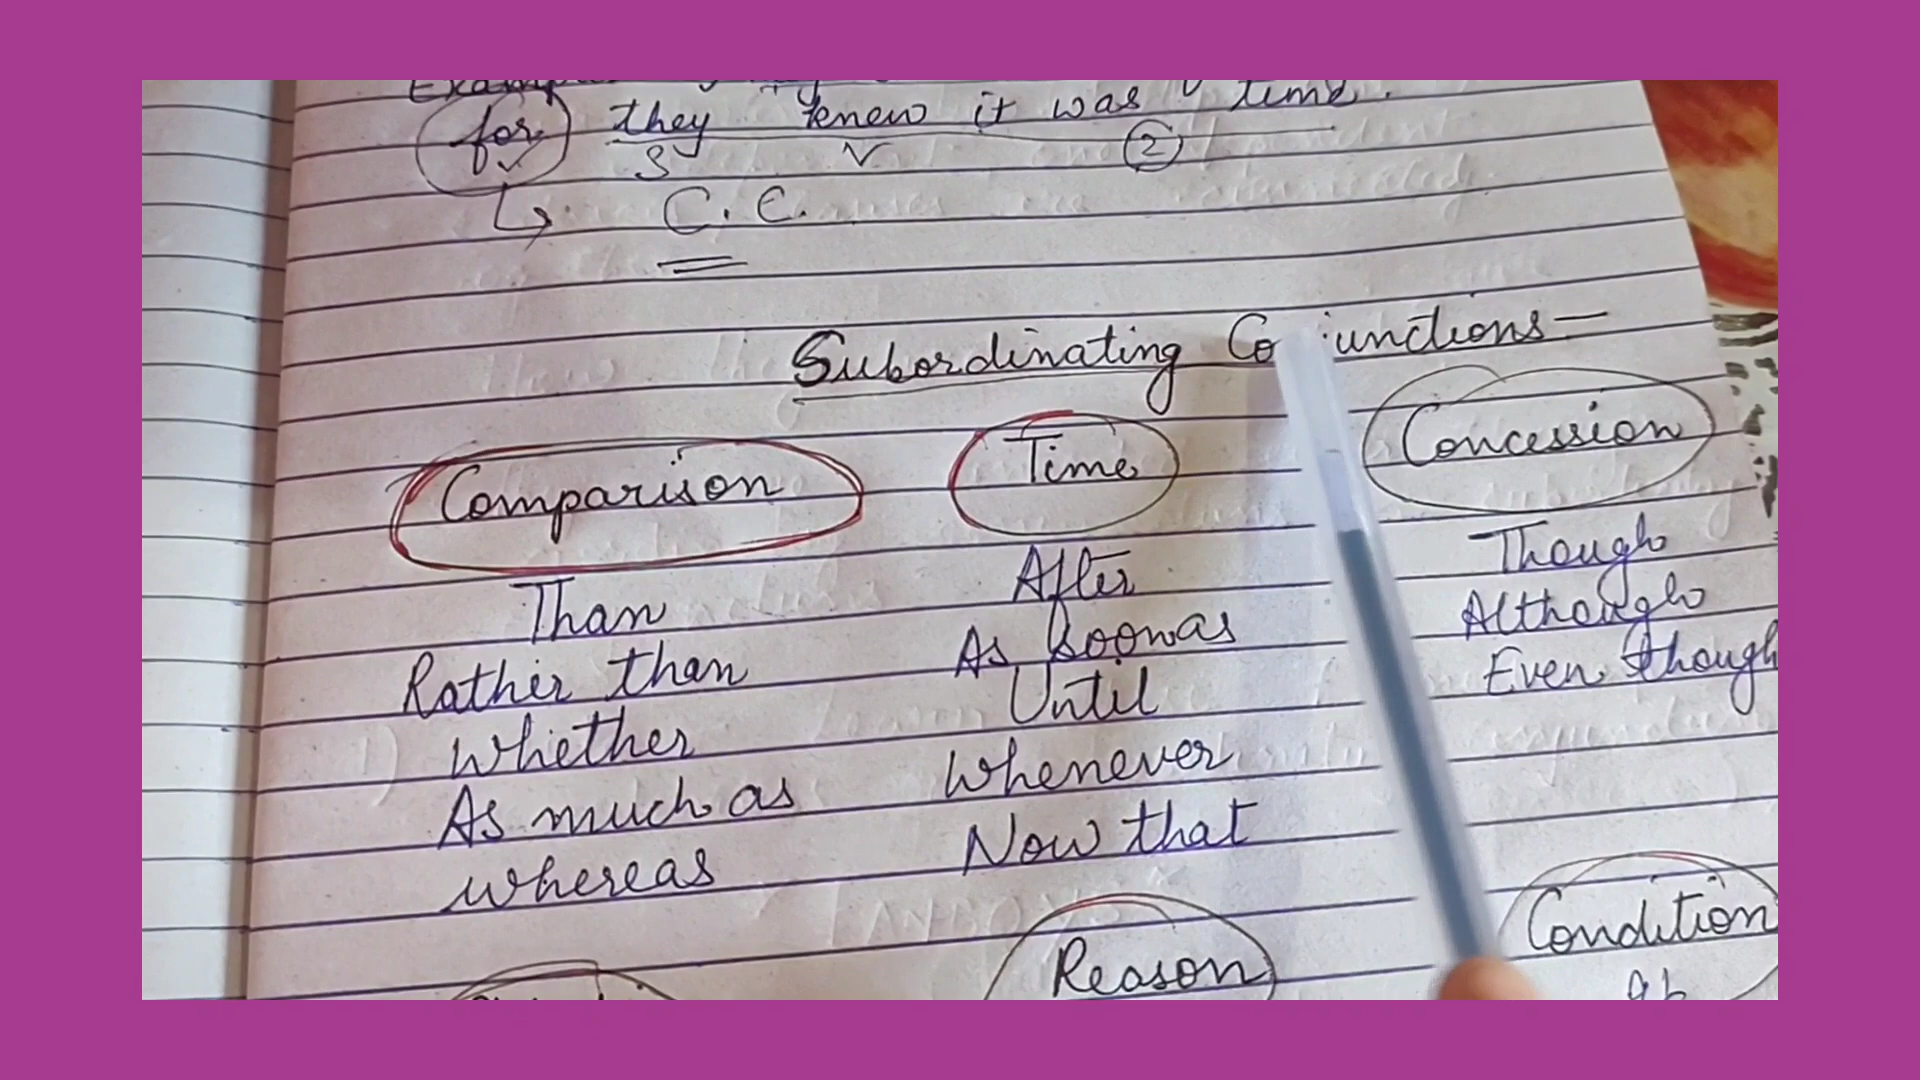 for they knew it was time.
S V 2
C. C.
Subordinating Conjunctions—
Comparison Time Concession
Than After Though
Rather than As soon as Although
Whether Until Even though
As much as Whenever
Whereas Now that
Reason Condition